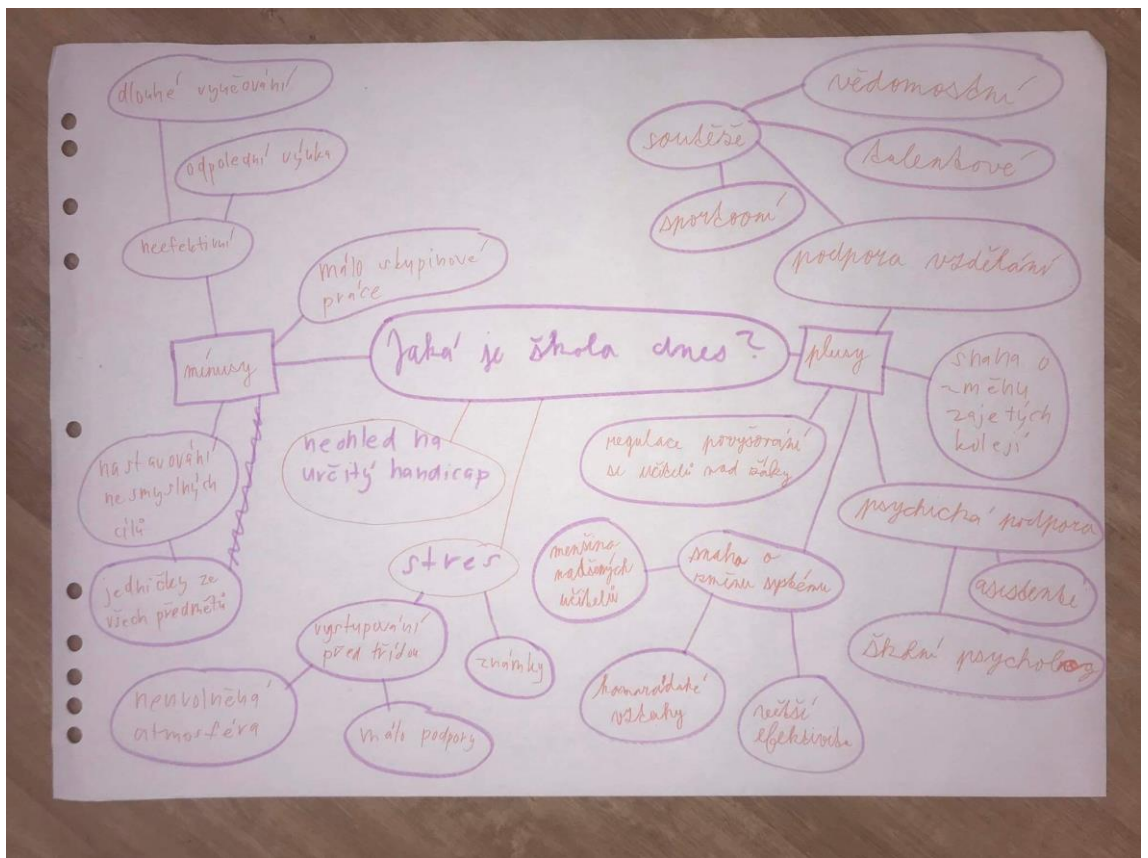 dlouhé vyučování
odpolední výuka
neefektivní
málo skupinové
práce
mínusy
nastavování
nesmyslných
cílů
jedničky ze
všech předmětů
Jaká je škola dnes?
neohled na
určitý handicap
stres
vystupování
před třídou
známky
neuvolněná
atmosféra
málo podpory
plusy
soutěže
vědomostní
talentové
sportovní
podpora vzdělání
snaha o
změnu
zajetých
kolejí
regulace povyšování
se učitelů nad žáky
psychická podpora
asistenti
školní psycholog
snaha o
změnu systému
menšina
nadšených
učitelů
kamarádské
vztahy
větší
efektivita